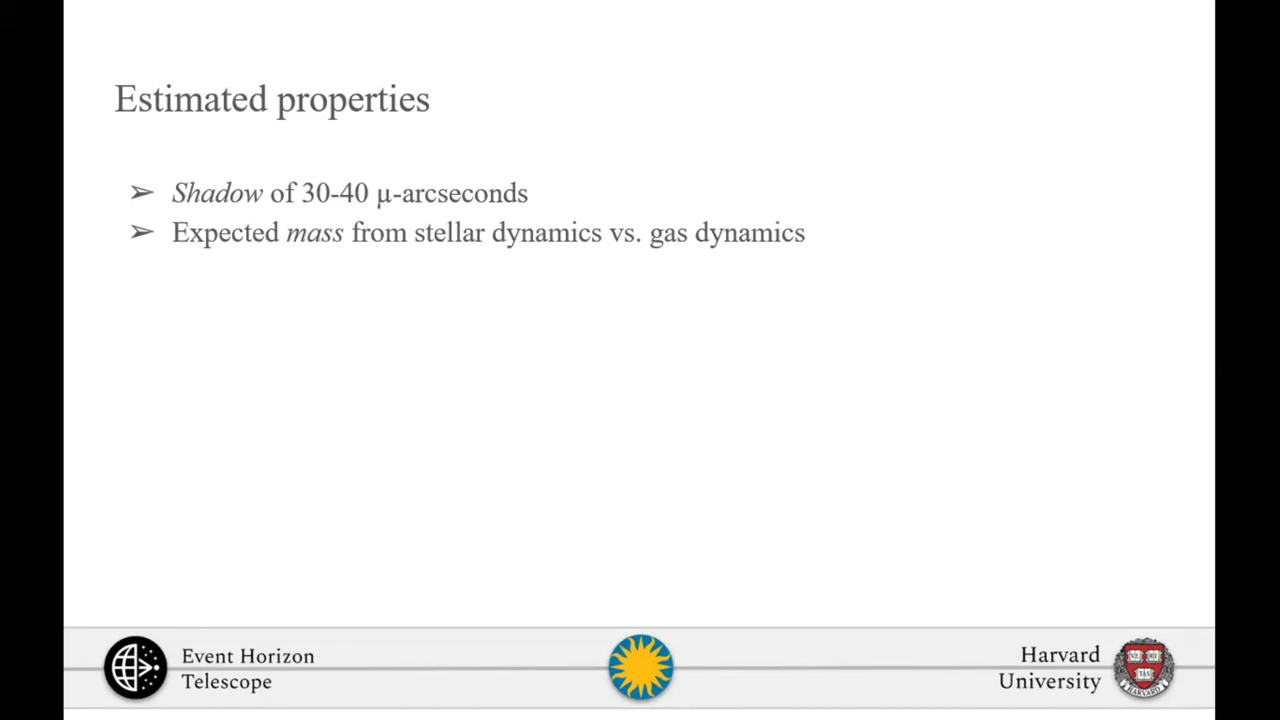 Estimated properties
➢ Shadow of 30-40 µ-arcseconds
➢ Expected mass from stellar dynamics vs. gas dynamics
Event Horizon
Telescope
Harvard
University